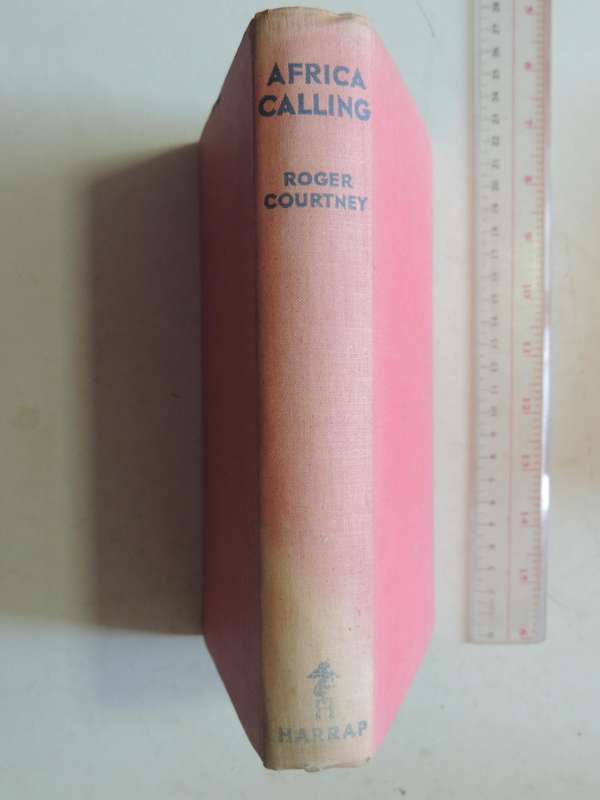 AFRICA
CALLING
ROGER
COURTNEY
H
HARRAP